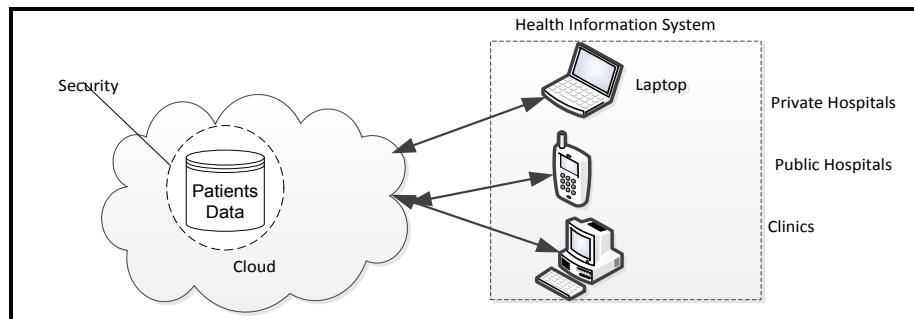 Health Information System
Security
Laptop
Private Hospitals
Patients
Data
Public Hospitals
Clinics
Cloud